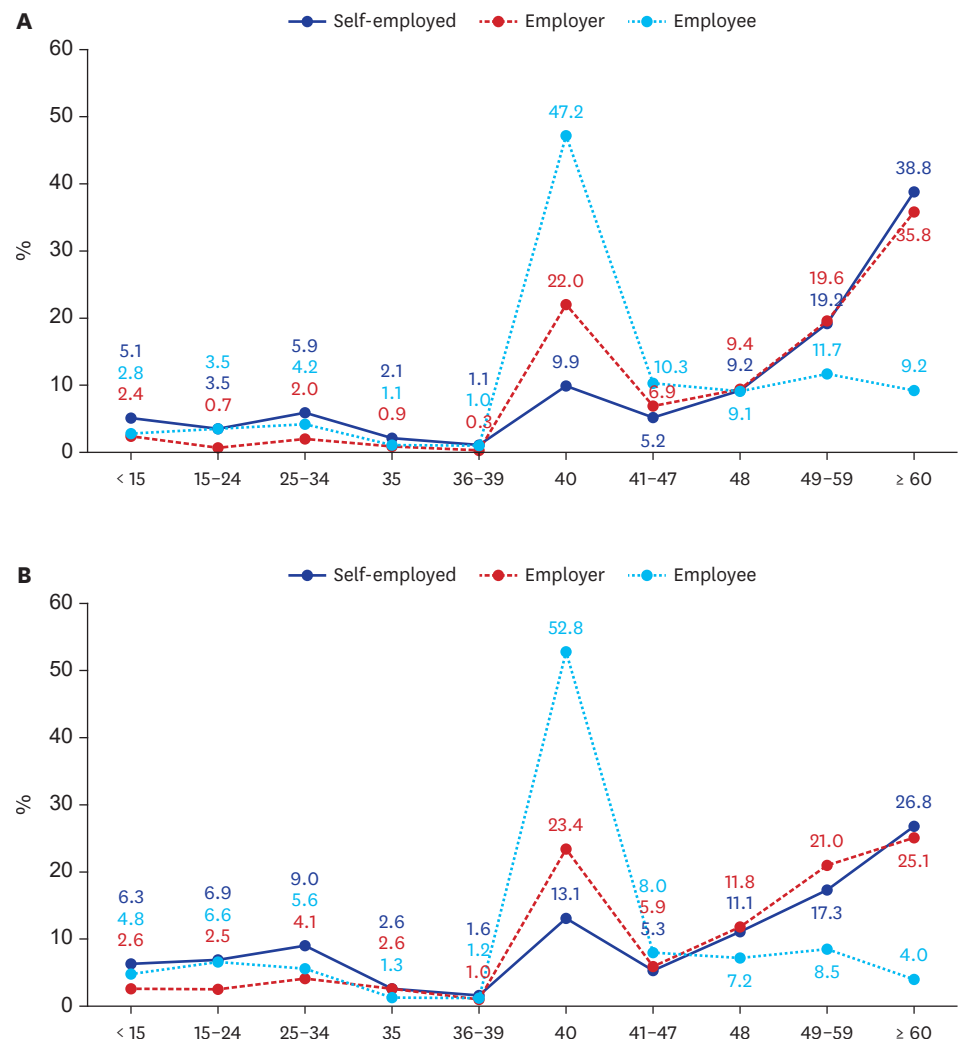 A
Self-employed Employer Employee
60
50
40
30
20
10
0
%
5.1 3.5 5.9 2.1 1.1 47.2 10.3 9.4 19.6 38.8
2.8 3.5 4.2 1.1 1.0 22.0 6.9 9.2 19.2 35.8
2.4 0.7 2.0 0.9 0.3 9.9 5.2 9.1 11.7 9.2
< 15 15–24 25–34 35 36–39 40 41–47 48 49–59 ≥ 60
B
Self-employed Employer Employee
60
50
40
30
20
10
0
%
6.3 6.9 9.0 2.6 1.6 52.8 8.0 11.8 21.0 26.8
4.8 6.6 5.6 2.6 1.2 23.4 5.9 11.1 17.3 25.1
2.6 2.5 4.1 1.3 1.0 13.1 5.3 7.2 8.5 4.0
< 15 15–24 25–34 35 36–39 40 41–47 48 49–59 ≥ 60